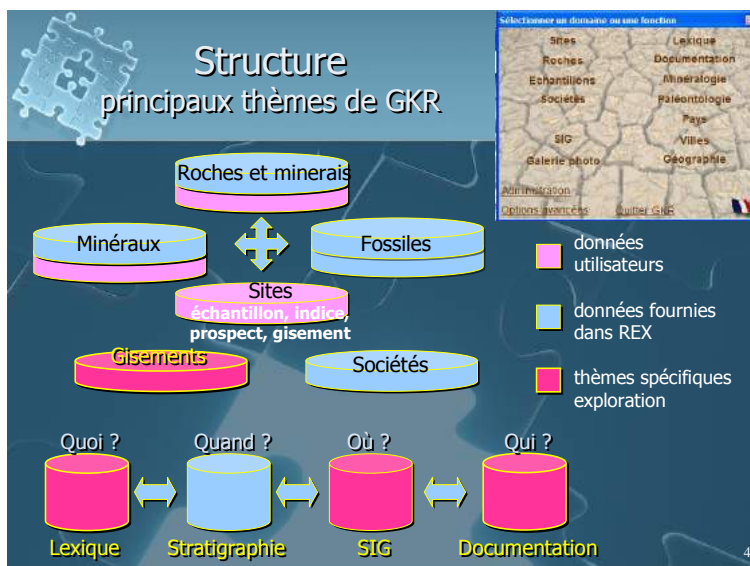 Structure
principaux thèmes de GKR
Sélectionner un domaine ou une fonction
Sites
Lexique
Roches
Documentation
Echantillons
Minéralogie
Sociétés
Paléontologie
Pays
SIG
Villes
Galerie photo
Géographie
Administration
Options avancées
Quitter GKR
Roches et minerais
Minéraux
Fossiles
Sites
échantillon, indice,
prospect, gisement
Gisements
Sociétés
données
utilisateurs
données fournies
dans REX
thèmes spécifiques
exploration
Quoi ?
Quand ?
Où ?
Qui ?
Lexique
Stratigraphie
SIG
Documentation
4